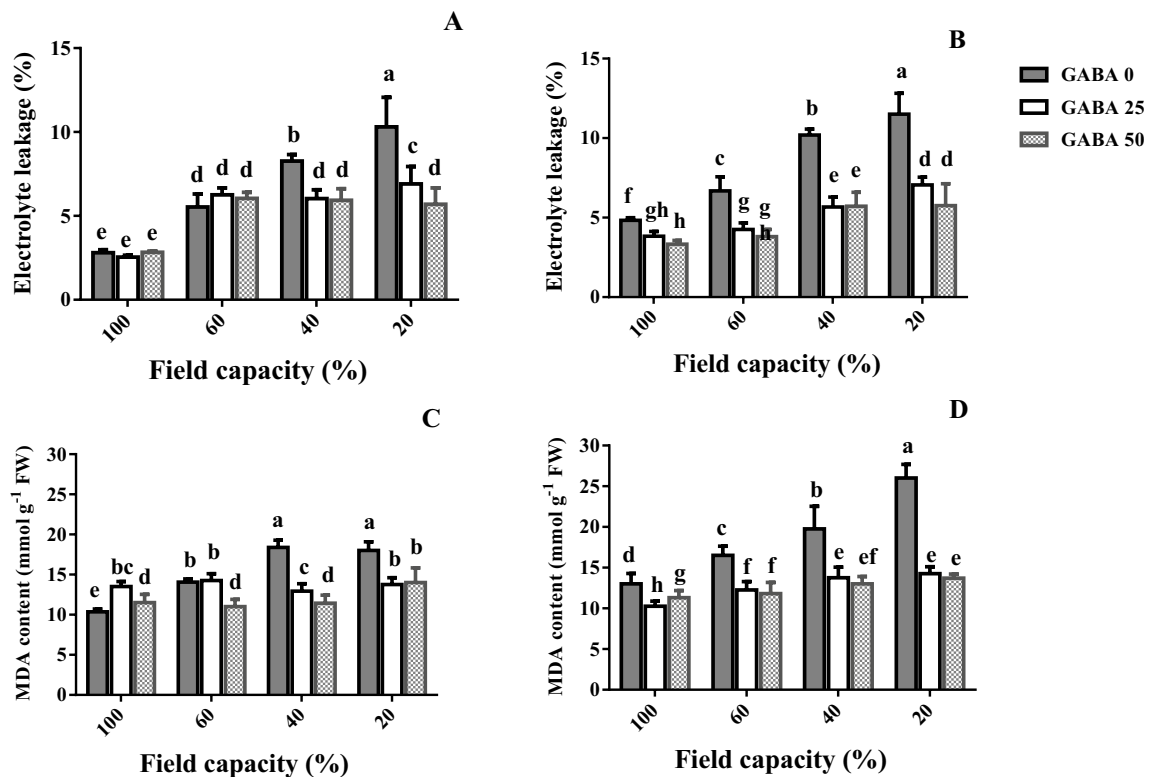 A
Electrolyte leakage (%)
15
10
5
0
e e e
d d d
b d d
a c d
100 60 40 20
Field capacity (%)
B
Electrolyte leakage (%)
15
10
5
0
f gh h
c g g
h
b e e
a d d
100 60 40 20
Field capacity (%)
GABA 0
GABA 25
GABA 50
C
MDA content (mmol g⁻¹ FW)
30
25
20
15
10
5
0
e bc d
b b d
a c d
a b b
100 60 40 20
Field capacity (%)
D
MDA content (mmol g⁻¹ FW)
30
25
20
15
10
5
0
d h g
c f f
b e ef
a e e
100 60 40 20
Field capacity (%)